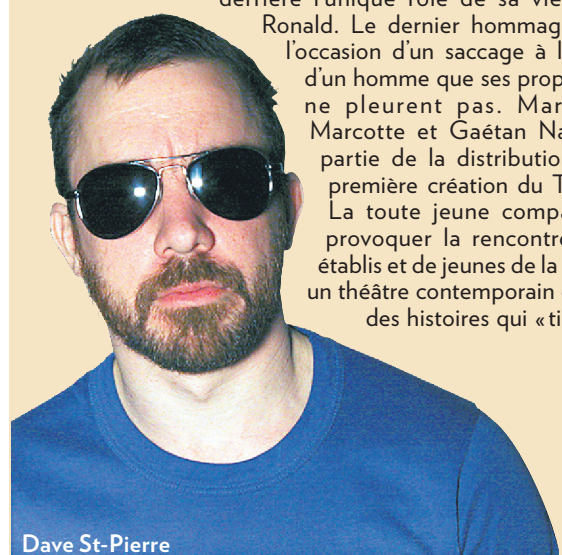 derrière l'unique rôle de sa vie
Ronald. Le dernier hommag
l'occasion d'un saccage à l
d'un homme que ses prop
ne pleurent pas. Mar
Marcotte et Gaétan Na
partie de la distributio
première création du T
La toute jeune compa
provoquer la rencontre
établis et de jeunes de la
un théâtre contemporain
des histoires qui « ti
Dave St-Pierre